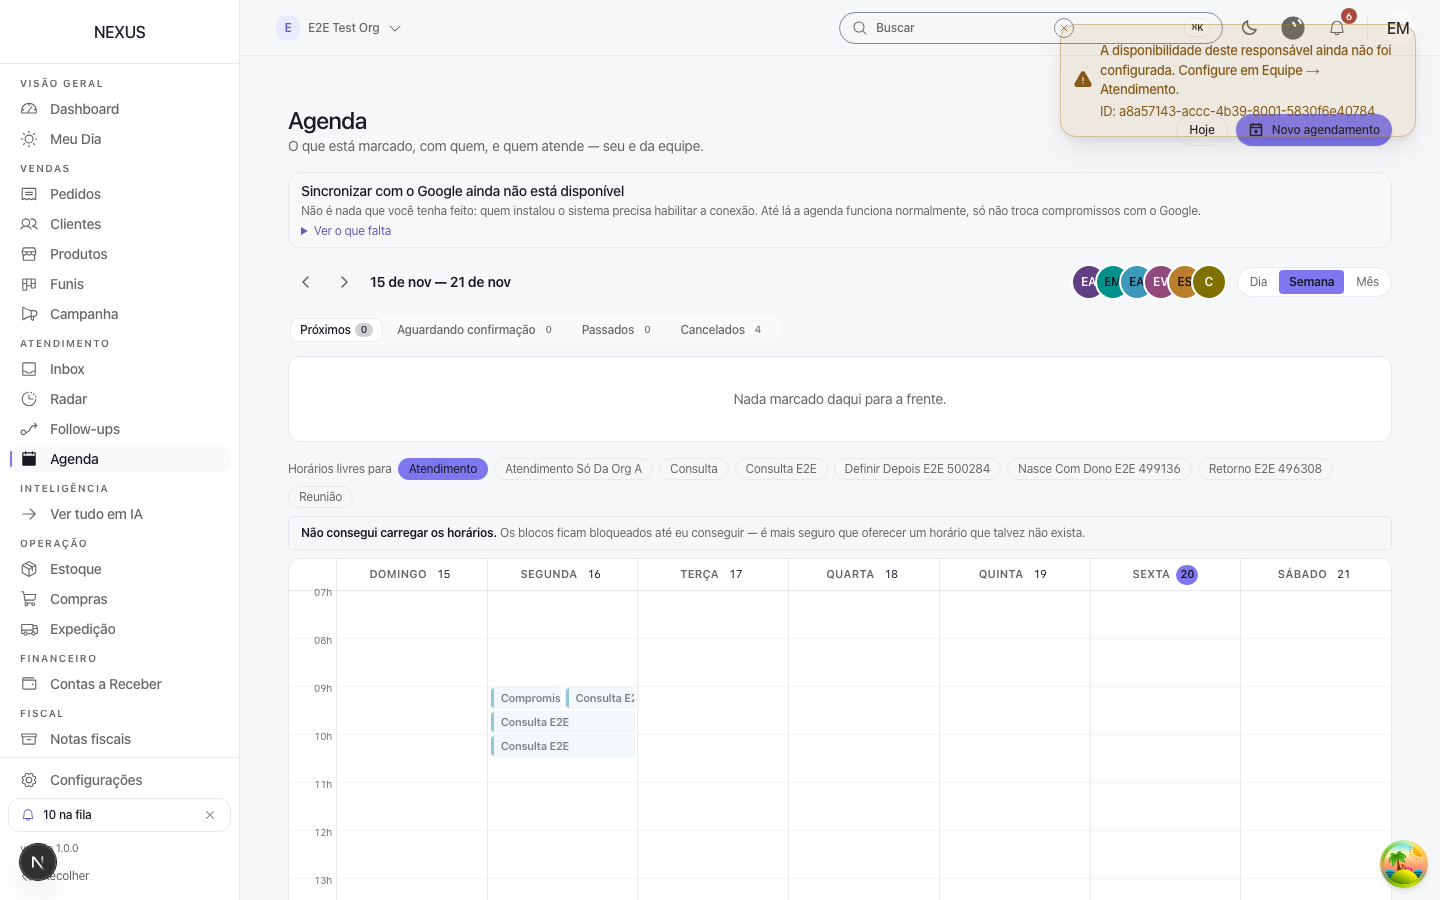 NEXUS
E
E2E Test Org
Buscar
⌘K
6
EM
VISÃO GERAL
Dashboard
Meu Dia
VENDAS
Pedidos
Clientes
Produtos
Funis
Campanha
ATENDIMENTO
Inbox
Radar
Follow-ups
Agenda
INTELIGÊNCIA
Ver tudo em IA
OPERAÇÃO
Estoque
Compras
Expedição
FINANCEIRO
Contas a Receber
FISCAL
Notas fiscais
Configurações
10 na fila
1.0.0
N
ecolher
A disponibilidade deste responsável ainda não foi
configurada. Configure em Equipe →
Atendimento.
ID: a8a57143-accc-4b39-8001-5830f6e40784
Agenda
O que está marcado, com quem, e quem atende — seu e da equipe.
Hoje
Novo agendamento
Sincronizar com o Google ainda não está disponível
Não é nada que você tenha feito: quem instalou o sistema precisa habilitar a conexão. Até lá a agenda funciona normalmente, só não troca compromissos com o Google.
Ver o que falta
15 de nov — 21 de nov
EA EM EA EV ES C
Dia Semana Mês
Próximos 0 Aguardando confirmação 0 Passados 0 Cancelados 4
Nada marcado daqui para a frente.
Horários livres para Atendimento Atendimento Só Da Org A Consulta Consulta E2E Definir Depois E2E 500284 Nasce Com Dono E2E 499136 Retorno E2E 496308
Reunião
Não consegui carregar os horários. Os blocos ficam bloqueados até eu conseguir — é mais seguro que oferecer um horário que talvez não exista.
DOMINGO 15 SEGUNDA 16 TERÇA 17 QUARTA 18 QUINTA 19 SEXTA 20 SÁBADO 21
07h
08h
09h
Compromis Consulta E2
Consulta E2E
10h
Consulta E2E
11h
12h
13h